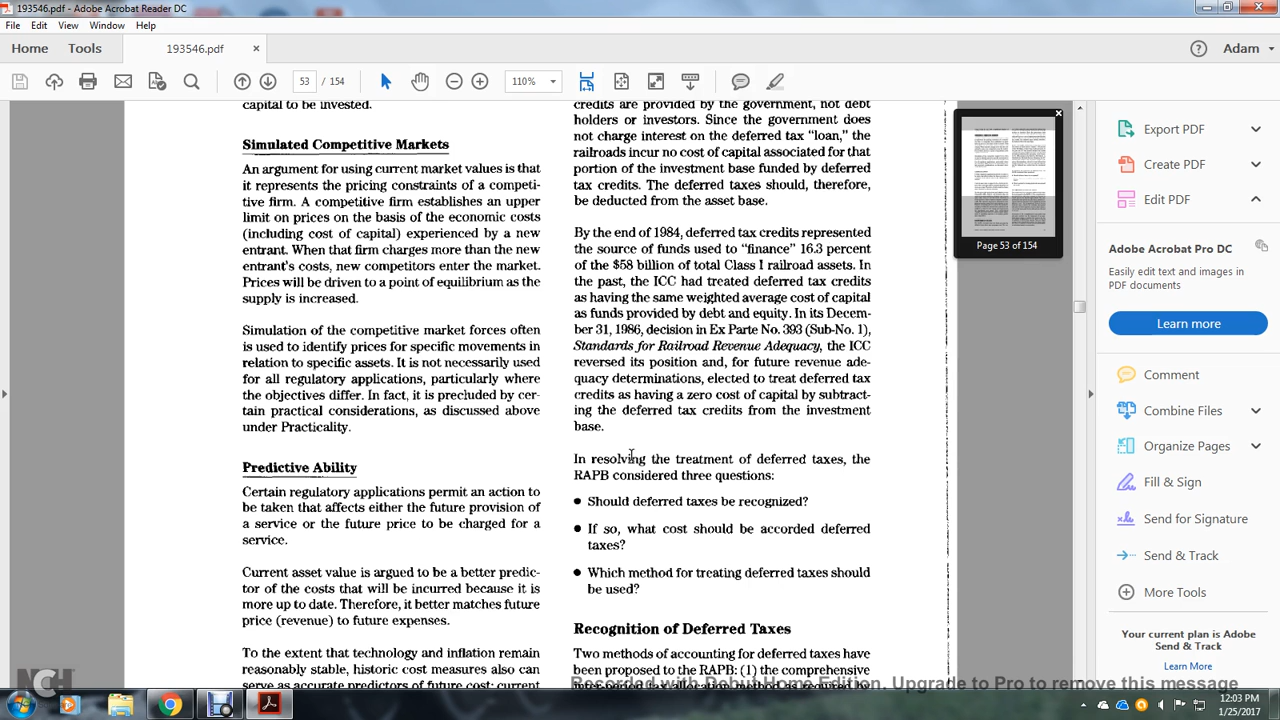 193546.pdf - Adobe Acrobat Reader DC
File Edit View Window Help
Home Tools 193546.pdf × Adam
53 / 154 110%
capital to be invested.
Simulated Competitive Markets
An argument for using current market values is that
it represents the pricing constraints of a competi-
tive firm. A competitive firm establishes an upper
limit on prices on the basis of the economic costs
(including cost of capital) experienced by a new
entrant. When that firm charges more than the new
entrant's costs, new competitors enter the market.
Prices will be driven to a point of equilibrium as the
supply is increased.
Simulation of the competitive market forces often
is used to identify prices for specific movements in
relation to specific assets. It is not necessarily used
for all regulatory applications, particularly where
the objectives differ. In fact, it is precluded by cer-
tain practical considerations, as discussed above
under Practicality.
Predictive Ability
Certain regulatory applications permit an action to
be taken that affects either the future provision of
a service or the future price to be charged for a
service.
Current asset value is argued to be a better predic-
tor of the costs that will be incurred because it is
more up to date. Therefore, it better matches future
price (revenue) to future expenses.
To the extent that technology and inflation remain
reasonably stable, historic cost measures also can
serve as accurate predictors of future cost; current
credits are provided by the government, not debt
holders or investors. Since the government does
not charge interest on the deferred tax “loan,” the
railroads incur no cost of capital associated for that
portion of the investment base funded by deferred
tax credits. The deferred taxes should, therefore,
be deducted from the asset base.
By the end of 1984, deferred tax credits represented
the source of funds used to “finance” 16.3 percent
of the $58 billion of total Class I railroad assets. In
the past, the ICC had treated deferred tax credits
as having the same weighted average cost of capital
as funds provided by debt and equity. In its Decem-
ber 31, 1986, decision in Ex Parte No. 393 (Sub-No. 1),
Standards for Railroad Revenue Adequacy, the ICC
reversed its position and, for future revenue ade-
quacy determinations, elected to treat deferred tax
credits as having a zero cost of capital by subtract-
ing the deferred tax credits from the investment
base.
In resolving the treatment of deferred taxes, the
RAPB considered three questions:
● Should deferred taxes be recognized?
● If so, what cost should be accorded deferred
taxes?
● Which method for treating deferred taxes should
be used?
Recognition of Deferred Taxes
Two methods of accounting for deferred taxes have
been proposed to the RAPB: (1) the comprehensive
Page 53 of 154
Export PDF
Create PDF
Edit PDF
Adobe Acrobat Pro DC
Easily edit text and images in
PDF documents
Learn more
Comment
Combine Files
Organize Pages
Fill & Sign
Send for Signature
Send & Track
More Tools
Your current plan is Adobe
Send & Mail
Learn More
NCH
Recorded with Debut Home Edition. Upgrade to Pro to remove this message
12:03 PM
1/25/2017